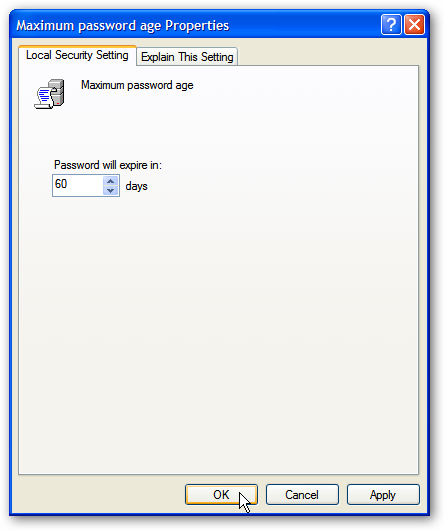 Maximum password age Properties
Local Security Setting
Explain This Setting
Maximum password age
Password will expire in:
60
days
OK
Cancel
Apply